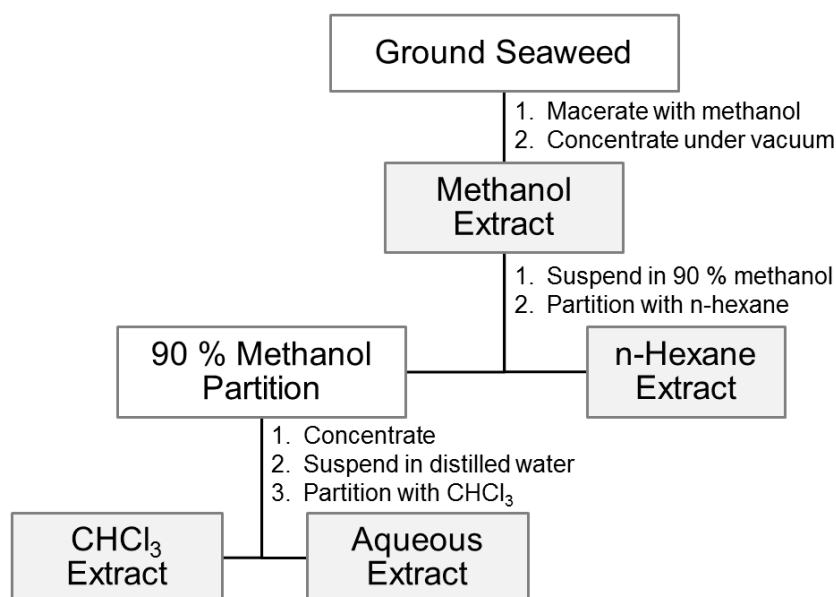 Ground Seaweed
1. Macerate with methanol
2. Concentrate under vacuum
Methanol
Extract
1. Suspend in 90 % methanol
2. Partition with n-hexane
90 % Methanol
Partition
n-Hexane
Extract
1. Concentrate
2. Suspend in distilled water
3. Partition with CHCl₃
CHCl₃
Extract
Aqueous
Extract